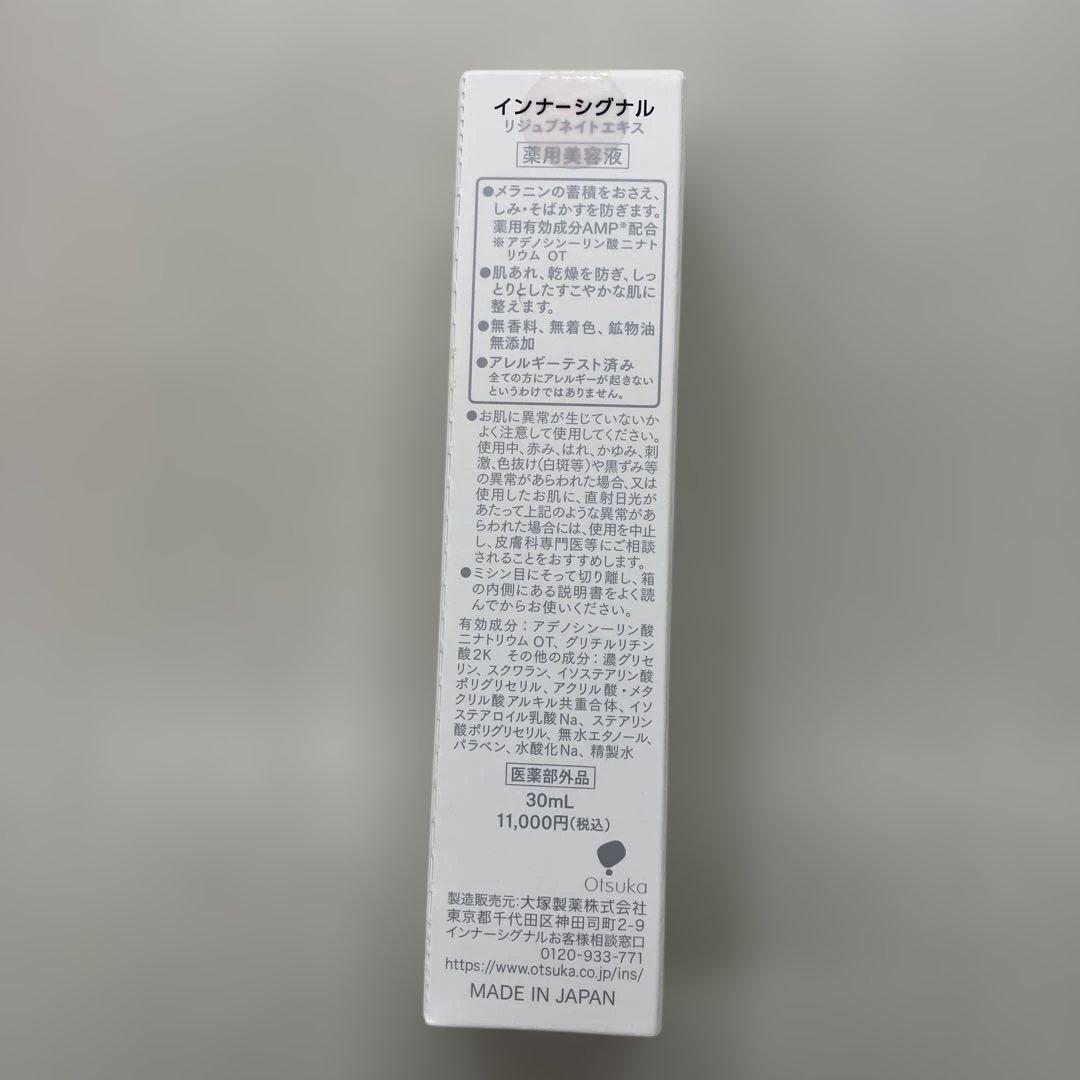 インナーシグナル
リジュブネイトエキス
薬用美容液
●メラニンの蓄積をおさえ、
しみ・そばかすを防ぎます。
薬用有効成分AMP※配合
※アデノシン一リン酸二ナト
リウム OT
●肌あれ、乾燥を防ぎ、しっ
とりとしたすこやかな肌に
整えます。
●無香料、無着色、鉱物油
無添加
●アレルギーテスト済み
全ての方にアレルギーが起きない
というわけではありません。
●お肌に異常が生じていないか
よく注意して使用してください。
使用中、赤み、はれ、かゆみ、刺
激、色抜け(白斑等)や黒ずみ等
の異常があらわれた場合、又は
使用したお肌に、直射日光が
あたって上記のような異常があ
らわれた場合には、使用を中止
し、皮膚科専門医等にご相談
されることをおすすめします。
●ミシン目にそって切り離し、箱
の内側にある説明書をよく読
んでからお使いください。
有効成分：アデノシン一リン酸
二ナトリウム OT、グリチルリチン
酸2K　その他の成分：濃グリセ
リン、スクワラン、イソステアリン酸
ポリグリセリル、アクリル酸・メタ
クリル酸アルキル共重合体、イソ
ステアロイル乳酸Na、ステアリン
酸ポリグリセリル、無水エタノール、
パラベン、水酸化Na、精製水
医薬部外品
30mL
11,000円(税込)
Otsuka
製造販売元：大塚製薬株式会社
東京都千代田区神田司町2-9
インナーシグナルお客様相談窓口
0120-933-771
https://www.otsuka.co.jp/ins/
MADE IN JAPAN